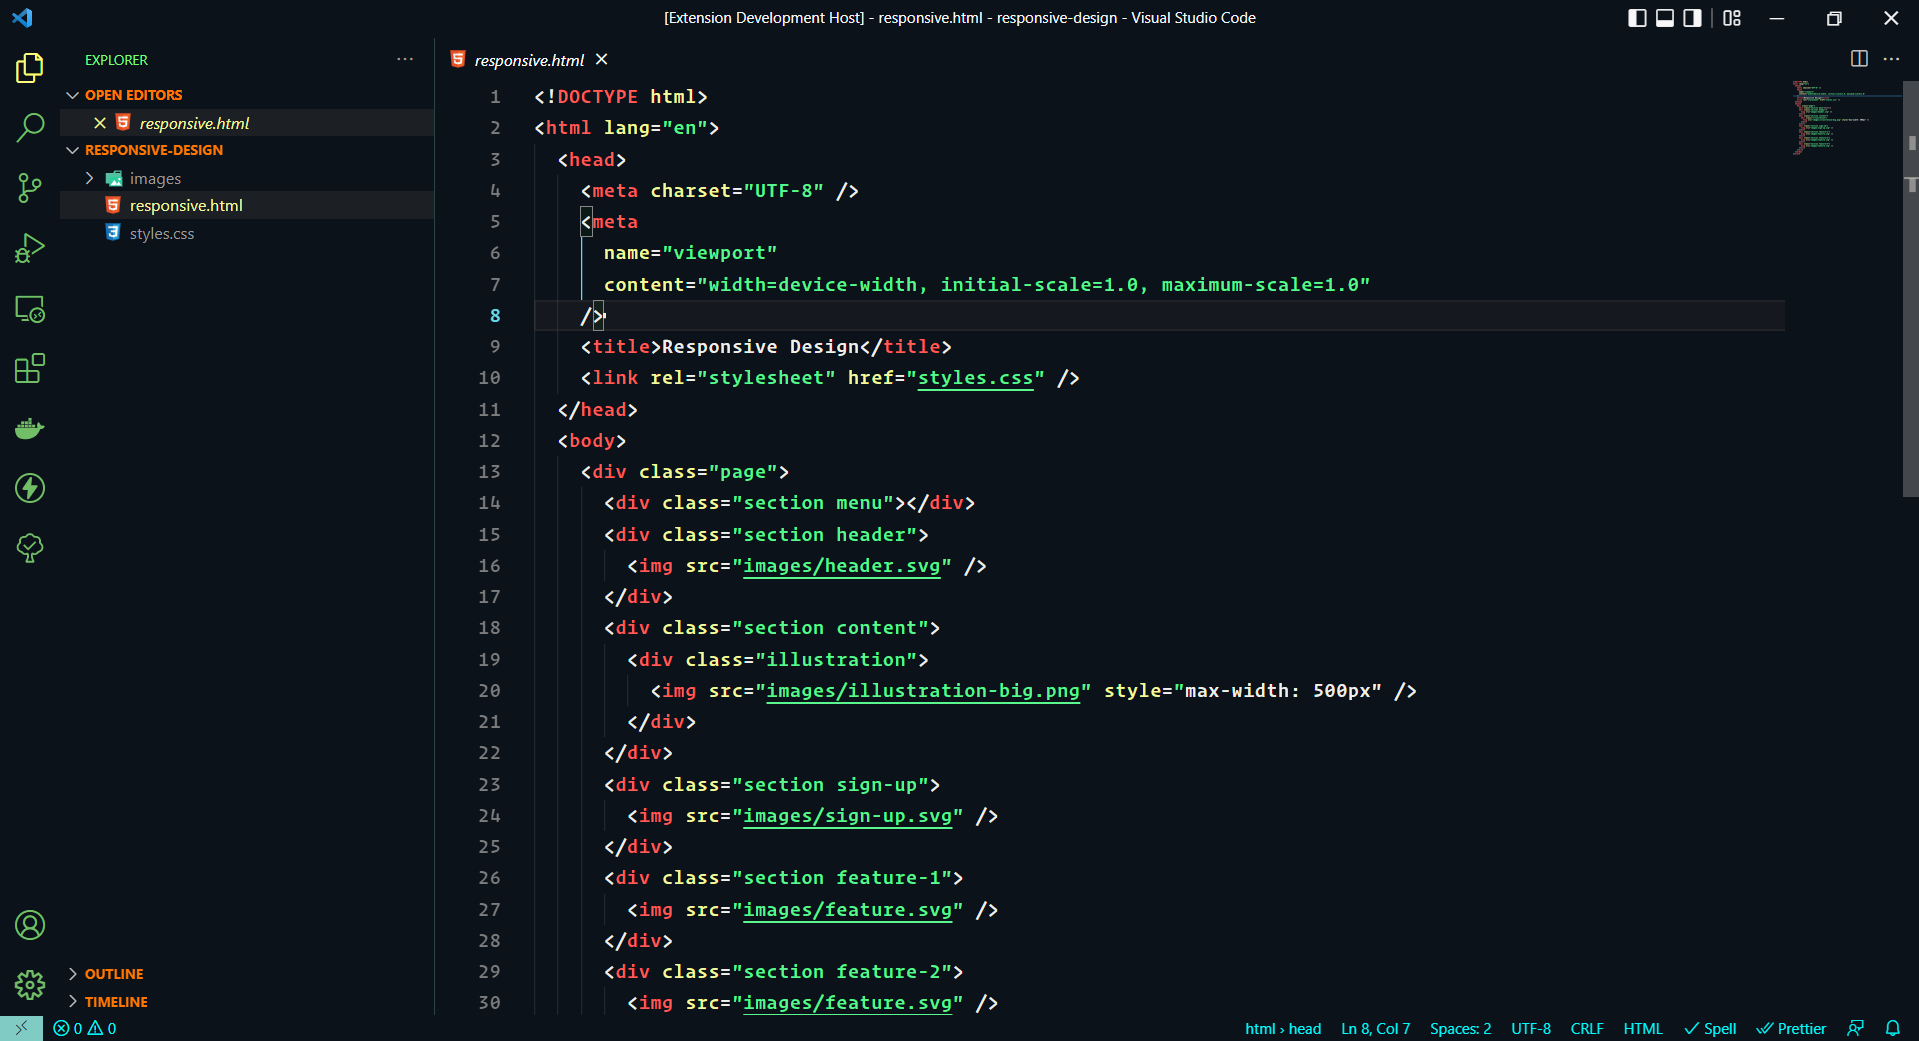 [Extension Development Host] - responsive.html - responsive-design - Visual Studio Code
EXPLORER
OPEN EDITORS
responsive.html
RESPONSIVE-DESIGN
images
responsive.html
styles.css
OUTLINE
TIMELINE
responsive.html
1 <!DOCTYPE html>
2 <html lang="en">
3 <head>
4 <meta charset="UTF-8" />
5 <meta
6 name="viewport"
7 content="width=device-width, initial-scale=1.0, maximum-scale=1.0"
8 />
9 <title>Responsive Design</title>
10 <link rel="stylesheet" href="styles.css" />
11 </head>
12 <body>
13 <div class="page">
14 <div class="section menu"></div>
15 <div class="section header">
16 <img src="images/header.svg" />
17 </div>
18 <div class="section content">
19 <div class="illustration">
20 <img src="images/illustration-big.png" style="max-width: 500px" />
21 </div>
22 </div>
23 <div class="section sign-up">
24 <img src="images/sign-up.svg" />
25 </div>
26 <div class="section feature-1">
27 <img src="images/feature.svg" />
28 </div>
29 <div class="section feature-2">
30 <img src="images/feature.svg" />
0 0 html › head Ln 8, Col 7 Spaces: 2 UTF-8 CRLF HTML Spell Prettier